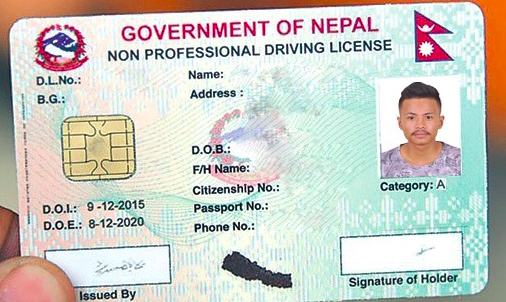 GOVERNMENT OF NEPAL
NON PROFESSIONAL DRIVING LICENSE
D.L.No.:
Name:
B.G.:
Address :
D.O.B.:
F/H Name:
Category: A
Citizenship No.:
D.O.I.: 9 -12-2015
Passport No.:
D.O.E.: 8-12-2020
Phone No.:
Issued By
Signature of Holder